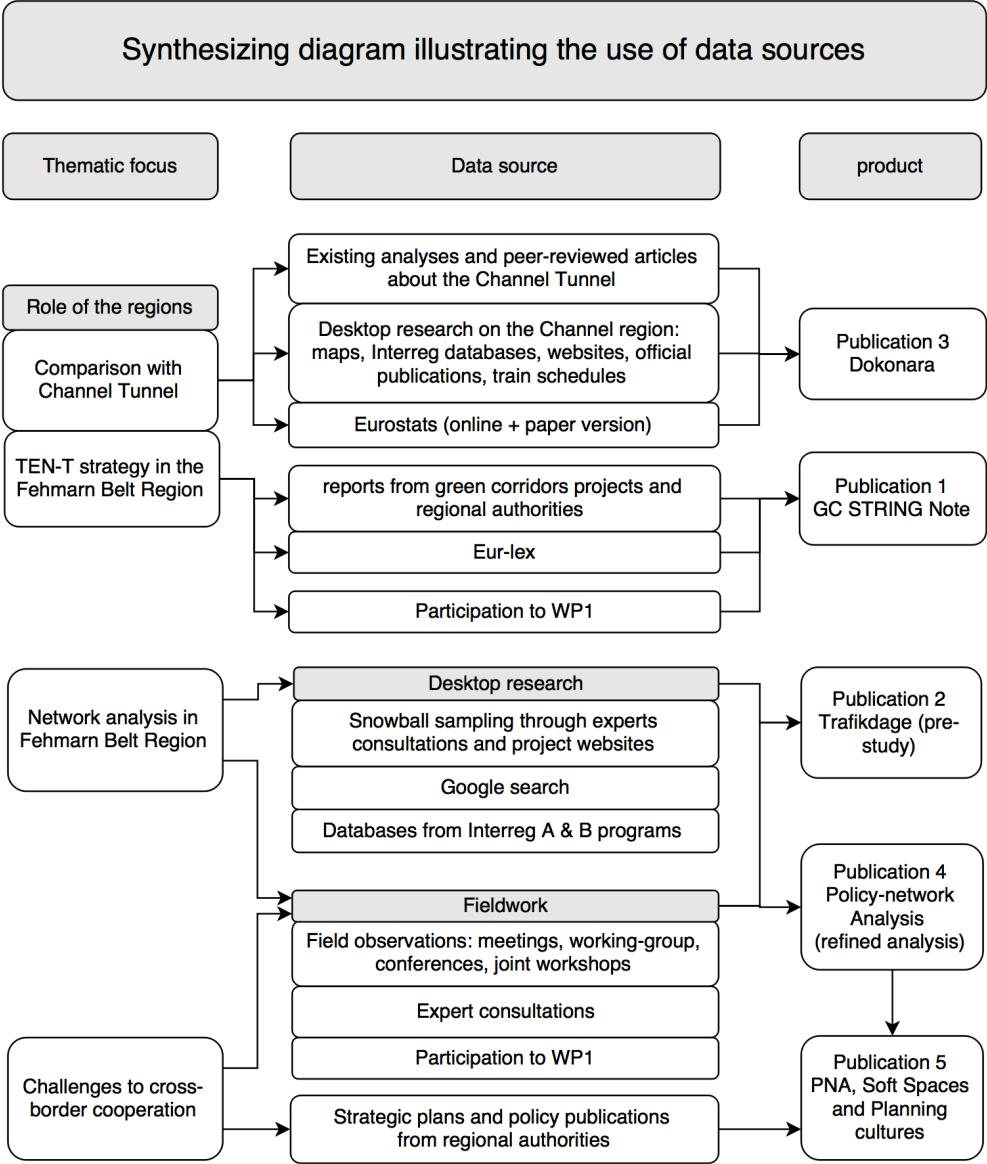 Synthesizing diagram illustrating the use of data sources
Thematic focus
Data source
product
Role of the regions
Comparison with
Channel Tunnel
Existing analyses and peer-reviewed articles
about the Channel Tunnel
Desktop research on the Channel region:
maps, Interreg databases, websites, official
publications, train schedules
Eurostats (online + paper version)
Publication 3
Dokonara
TEN-T strategy in the
Fehmarn Belt Region
reports from green corridors projects and
regional authorities
Eur-lex
Participation to WP1
Publication 1
GC STRING Note
Network analysis in
Fehmarn Belt Region
Desktop research
Snowball sampling through experts
consultations and project websites
Google search
Databases from Interreg A & B programs
Publication 2
Trafikdage (pre-
study)
Fieldwork
Field observations: meetings, working-group,
conferences, joint workshops
Expert consultations
Participation to WP1
Publication 4
Policy-network
Analysis
(refined analysis)
Challenges to cross-
border cooperation
Strategic plans and policy publications
from regional authorities
Publication 5
PNA, Soft Spaces
and Planning
cultures